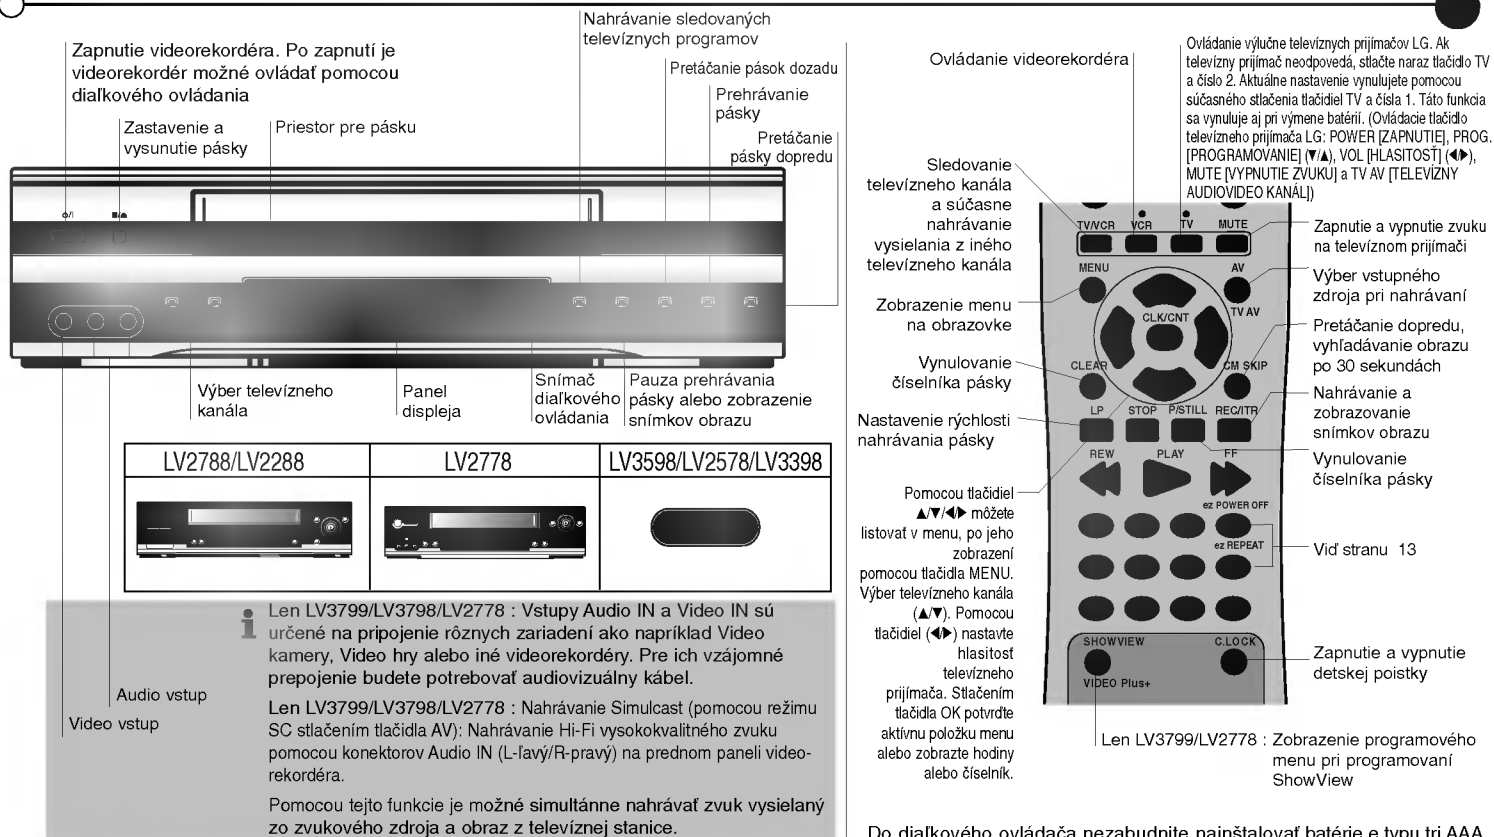 Nahrávanie sledovaných
televíznych programov
Zapnutie videorekordéra. Po zapnutí je
videorekordér možné ovládať pomocou
diaľkového ovládania
Pretáčanie pások dozadu
Prehrávanie
pásky
Zastavenie a
vysunutie pásky
Priestor pre pásku
Pretáčanie
pásky dopredu
Výber televízneho
kanála
Panel
displeja
Snímač
diaľkového
ovládania
Pauza prehrávania
pásky alebo zobrazenie
snímkov obrazu
LV2788/LV2288
LV2778
LV3598/LV2578/LV3398
Audio vstup
Video vstup
Len LV3799/LV3798/LV2778 : Vstupy Audio IN a Video IN sú
určené na pripojenie rôznych zariadení ako napríklad Video
kamery, Video hry alebo iné videorekordéry. Pre ich vzájomné
prepojenie budete potrebovať audiovizuálny kábel.
Len LV3799/LV3798/LV2778 : Nahrávanie Simulcast (pomocou režimu
SC stlačením tlačidla AV): Nahrávanie Hi-Fi vysokokvalitného zvuku
pomocou konektorov Audio IN (L-ľavý/R-pravý) na prednom paneli video-
rekordéra.
Pomocou tejto funkcie je možné simultánne nahrávať zvuk vysielaný
zo zvukového zdroja a obraz z televíznej stanice.
Ovládanie videorekordéra
Ovládanie výlučne televíznych prijímačov LG. Ak
televízny prijímač neodpovedá, stlačte naraz tlačidlo TV
a číslo 2. Aktuálne nastavenie vynulujete pomocou
súčasného stlačenia tlačidiel TV a čísla 1. Táto funkcia
sa vynuluje aj pri výmene batérií. (Ovládacie tlačidlo
televízneho prijímača LG: POWER [ZAPNUTIE], PROG.
[PROGRAMOVANIE] (▼/▲), VOL [HLASITOSŤ] (◀/▶),
MUTE [VYPNUTIE ZVUKU] a TV AV [TELEVÍZNY
AUDIOVIDEO KANÁL])
Sledovanie
televízneho kanála
a súčasne
nahrávanie
vysielania z iného
televízneho kanála
Zobrazenie menu
na obrazovke
Vynulovanie
číselníka pásky
Nastavenie rýchlosti
nahrávania pásky
Pomocou tlačidiel
▲/▼/◀/▶ môžete
listovať v menu, po jeho
zobrazení
pomocou tlačidla MENU.
Výber televízneho kanála
(▲/▼). Pomocou
tlačidiel (◀/▶) nastavte
hlasitosť
televízneho
prijímača. Stlačením
tlačidla OK potvrďte
aktívnu položku menu
alebo zobrazte hodiny
alebo číselník.
TV/VCR VCR TV MUTE
MENU AV
TV AV
CLK/CNT
CLEAR CM SKIP
LP STOP P/STILL REC/ITR
REW PLAY FF
ez POWER OFF
ez REPEAT
SHOWVIEW C.LOCK
VIDEO Plus+
Zapnutie a vypnutie zvuku
na televíznom prijímači
Výber vstupného
zdroja pri nahrávaní
Pretáčanie dopredu,
vyhľadávanie obrazu
po 30 sekundách
Nahrávanie a
zobrazovanie
snímkov obrazu
Vynulovanie
číselníka pásky
Viď stranu 13
Zapnutie a vypnutie
detskej poistky
Len LV3799/LV2778 : Zobrazenie programového
menu pri programovaní
ShowView
Do diaľkového ovládača nezabudnite nainštalovať batérie e typu tri AAA